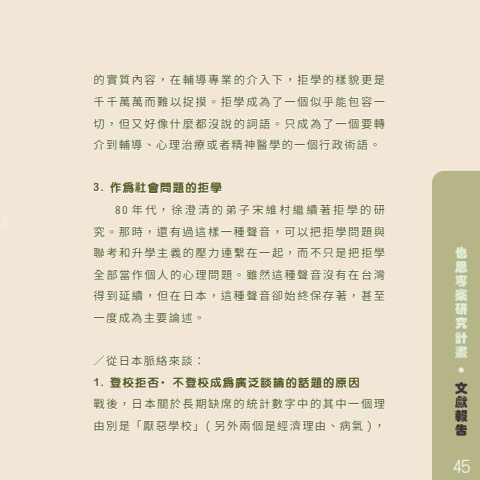 的實質內容，在輔導專業的介入下，拒學的樣貌更是
千千萬萬而難以捉摸。拒學成為了一個似乎能包容一
切，但又好像什麼都沒說的詞語。只成為了一個要轉
介到輔導、心理治療或者精神醫學的一個行政術語。
3. 作為社會問題的拒學
80 年代，徐澄清的弟子宋維村繼續著拒學的研
究。那時，還有過這樣一種聲音，可以把拒學問題與
聯考和升學主義的壓力連繫在一起，而不只是把拒學
全部當作個人的心理問題。雖然這種聲音沒有在台灣
得到延續，但在日本，這種聲音卻始終保存著，甚至
一度成為主要論述。
／從日本脈絡來談：
1. 登校拒否・不登校成為廣泛談論的話題的原因
戰後，日本關於長期缺席的統計數字中的其中一個理
由別是「厭惡學校」( 另外兩個是經濟理由、病氣 )，
也思專案研究計畫 • 文獻報告
45
4